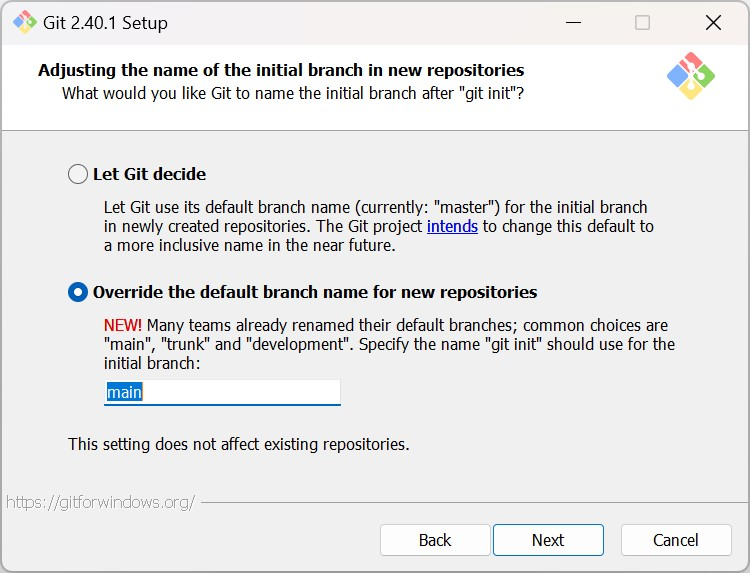 Git 2.40.1 Setup
Adjusting the name of the initial branch in new repositories
What would you like Git to name the initial branch after "git init"?
Let Git decide
Let Git use its default branch name (currently: "master") for the initial branch
in newly created repositories. The Git project intends to change this default to
a more inclusive name in the near future.
Override the default branch name for new repositories
NEW! Many teams already renamed their default branches; common choices are
"main", "trunk" and "development". Specify the name "git init" should use for the
initial branch:
main
This setting does not affect existing repositories.
https://gitforwindows.org/
Back
Next
Cancel